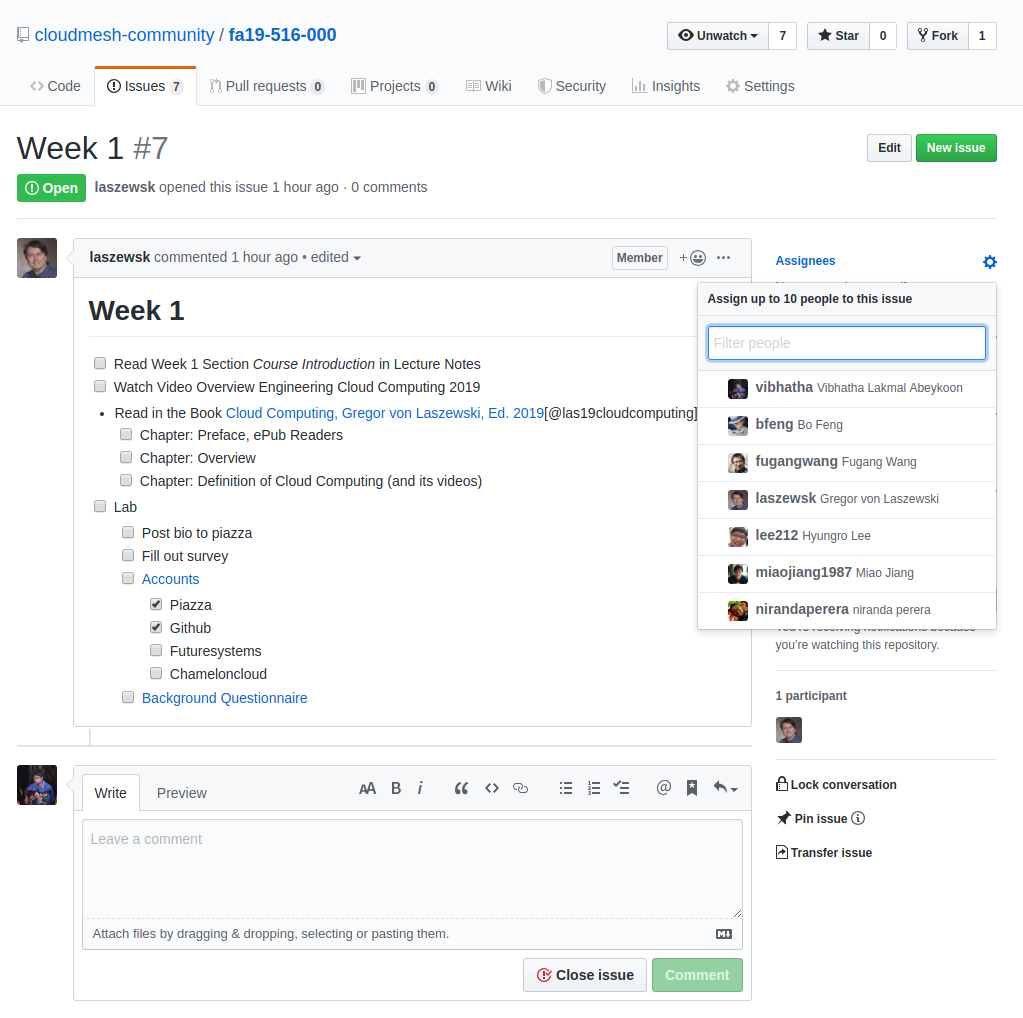 cloudmesh-community / fa19-516-000
Unwatch 7 Star 0 Fork 1
Code Issues 7 Pull requests 0 Projects 0 Wiki Security Insights Settings
Week 1 #7
Edit New issue
Open laszewsk opened this issue 1 hour ago · 0 comments
laszewsk commented 1 hour ago • edited
Member
Week 1
Read Week 1 Section Course Introduction in Lecture Notes
Watch Video Overview Engineering Cloud Computing 2019
• Read in the Book Cloud Computing, Gregor von Laszewski, Ed. 2019[@las19cloudcomputing]
Chapter: Preface, ePub Readers
Chapter: Overview
Chapter: Definition of Cloud Computing (and its videos)
Lab
Post bio to piazza
Fill out survey
Accounts
Piazza
Github
Futuresystems
Chameloncloud
Background Questionnaire
Assignees
Assign up to 10 people to this issue
Filter people
vibhatha Vibhatha Lakmal Abeykoon
bfeng Bo Feng
fugangwang Fugang Wang
laszewsk Gregor von Laszewski
lee212 Hyungro Lee
miaojiang1987 Miao Jiang
nirandaperera niranda perera
You're receiving notifications because
you're watching this repository.
1 participant
Lock conversation
Pin issue
Transfer issue
Write Preview
AA B i @
Leave a comment
Attach files by dragging & dropping, selecting or pasting them.
Close issue Comment